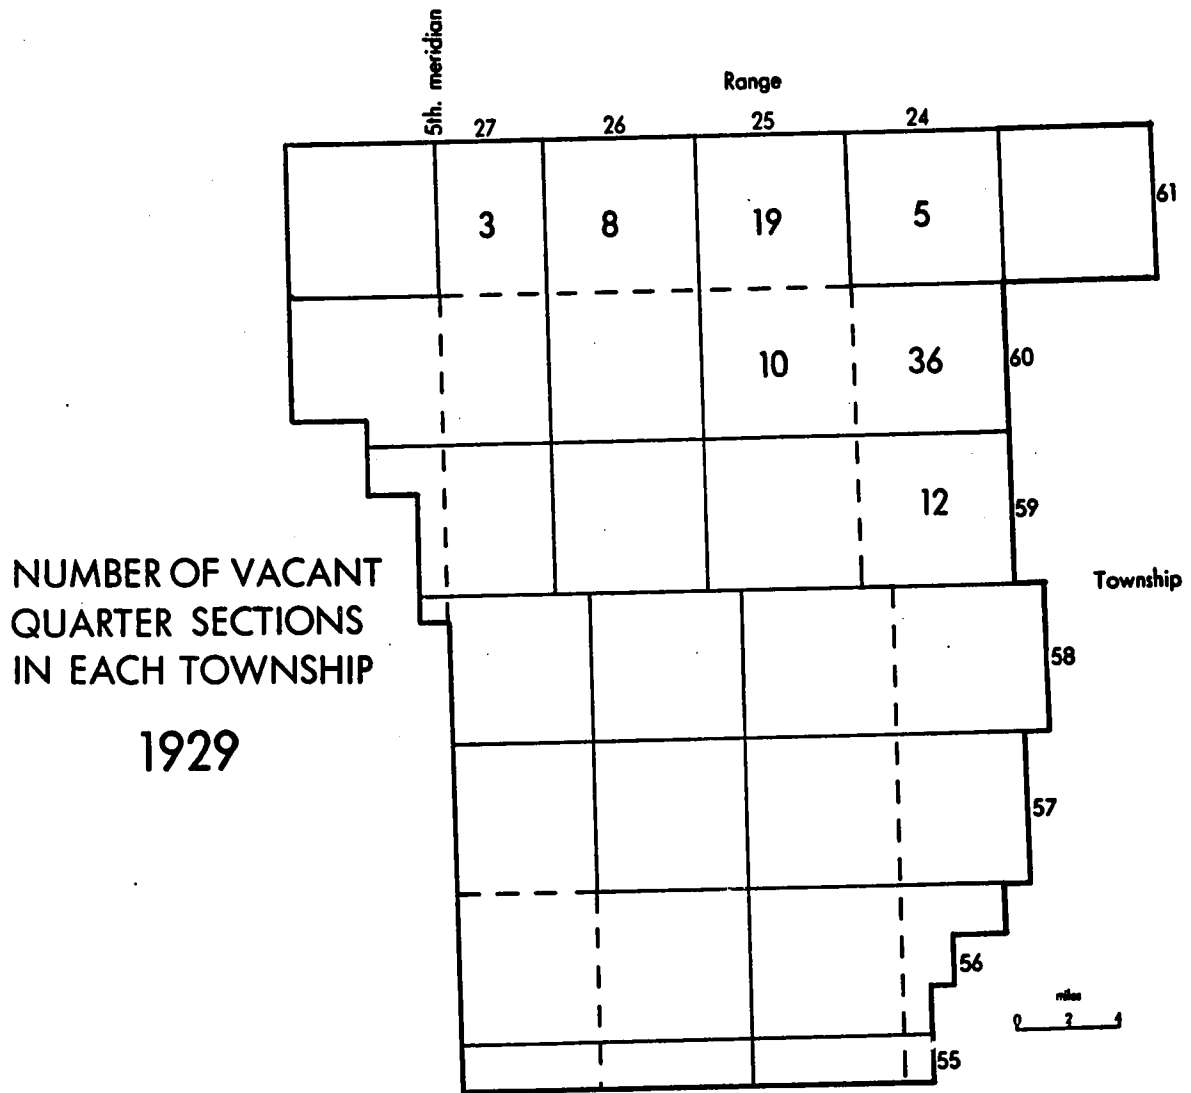 5th. meridian
Range
27 26 25 24
3 8 19 5
61
10 36
60
12
59
NUMBER OF VACANT
QUARTER SECTIONS
IN EACH TOWNSHIP
1929
Township
58
57
56
miles
0 2 4
55